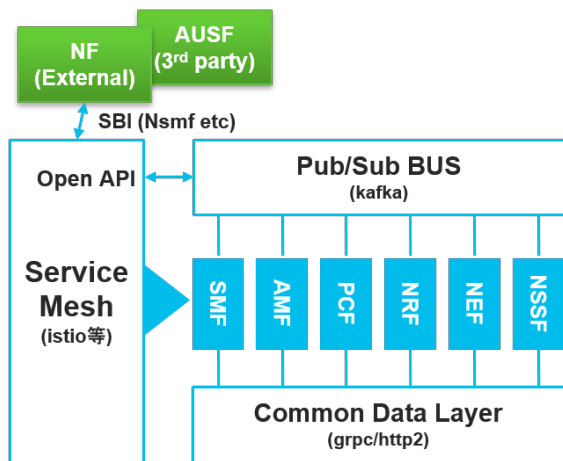 AUSF
(3rd party)
NF
(External)
SBI (Nsmf etc)
Open API
Pub/Sub BUS
(kafka)
Service
Mesh
(istio等)
SMF
AMF
PCF
NRF
NEF
NSSF
Common Data Layer
(grpc/http2)